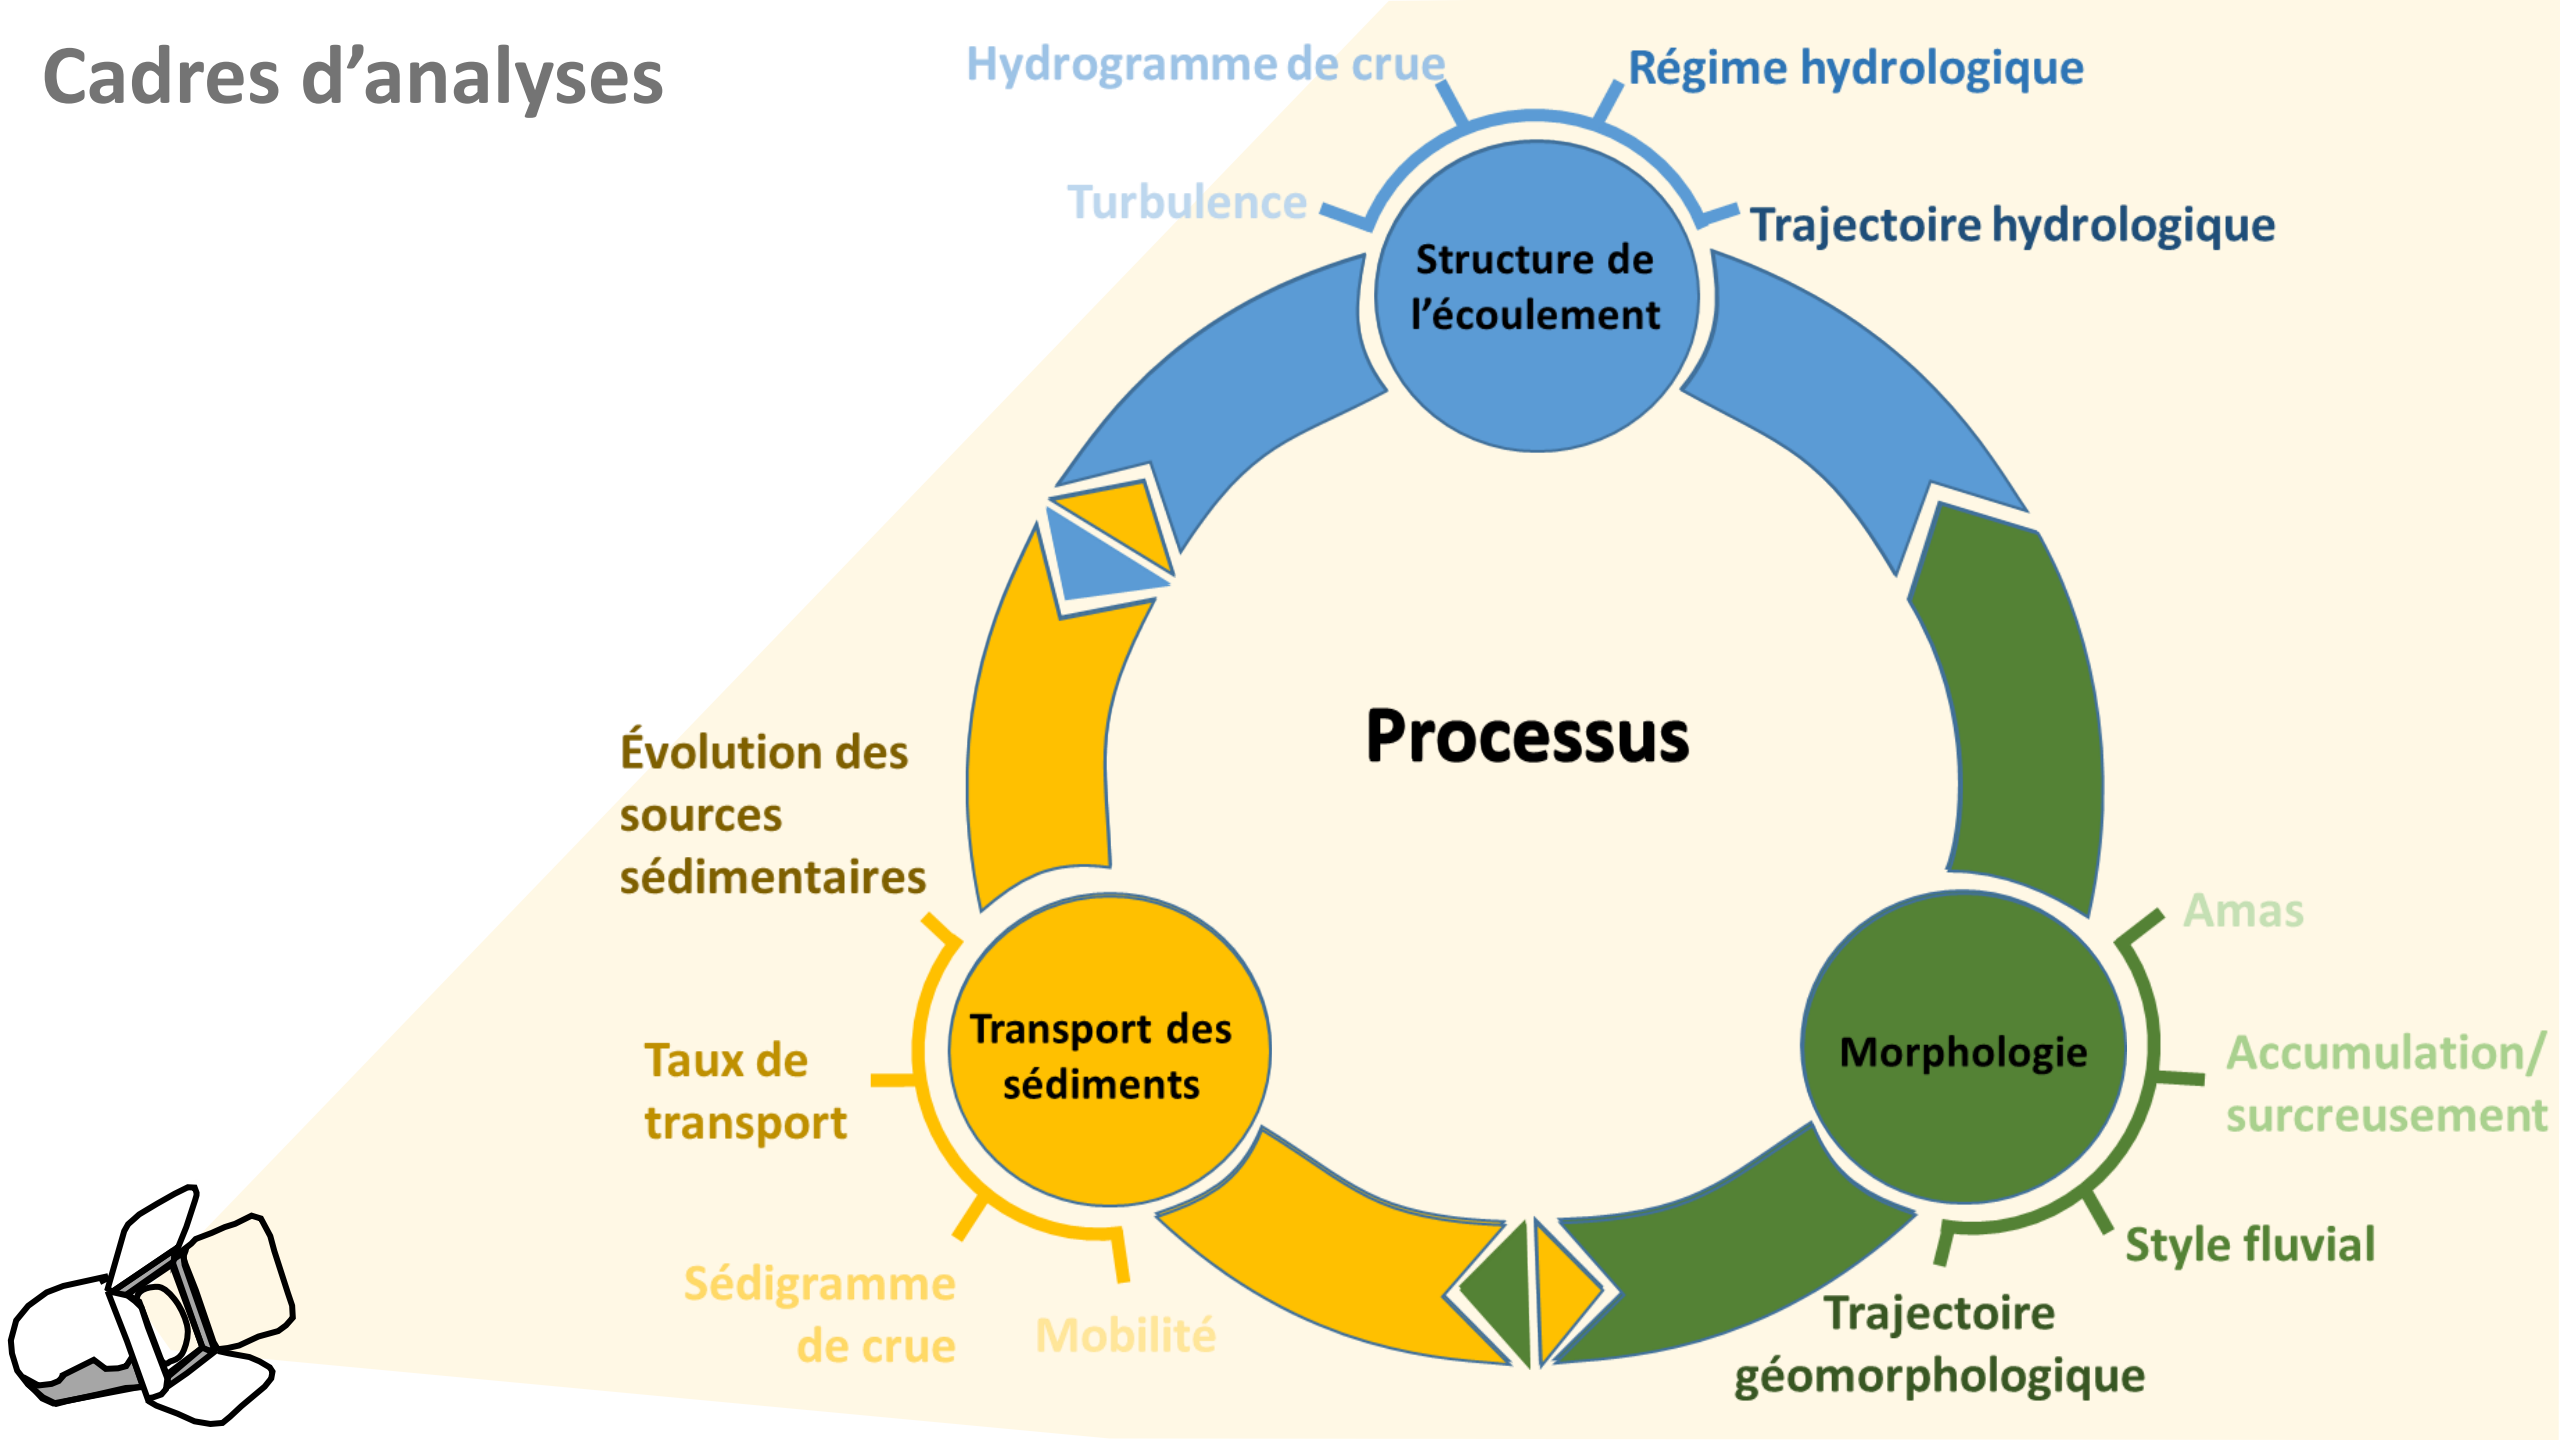 Cadres d’analyses
Hydrogramme de crue
Régime hydrologique
Turbulence
Trajectoire hydrologique
Structure de
l’écoulement
Processus
Évolution des
sources
sédimentaires
Taux de
transport
Transport des
sédiments
Sédigramme
de crue
Mobilité
Morphologie
Amas
Accumulation/
surcreusement
Style fluvial
Trajectoire
géomorphologique